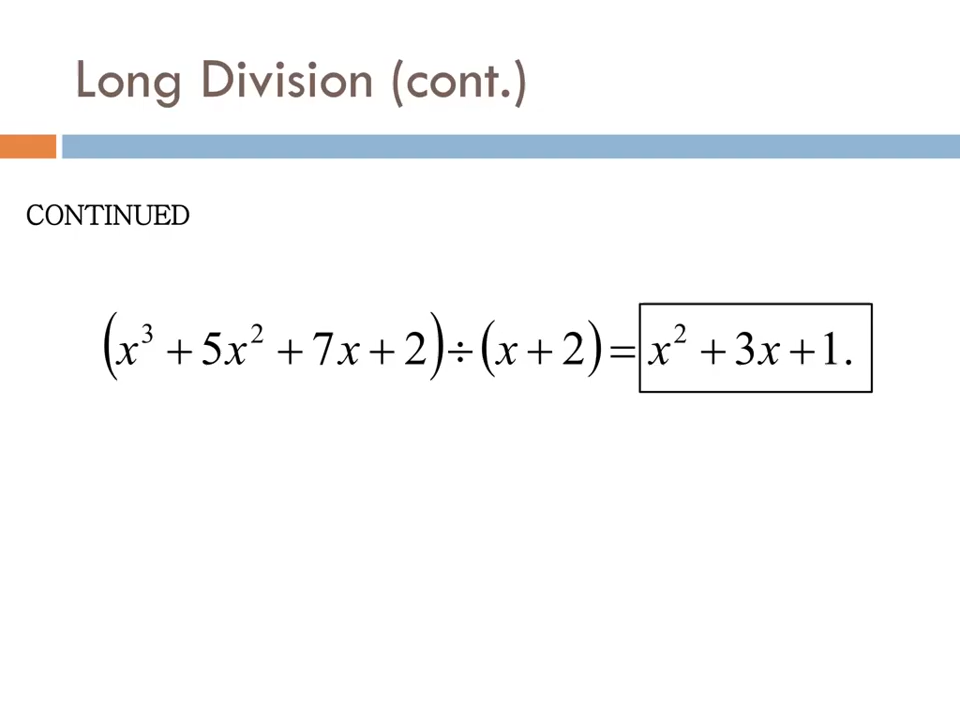 Long Division (cont.)
CONTINUED
(x³ + 5x² + 7x + 2) ÷ (x + 2) = x² + 3x + 1.